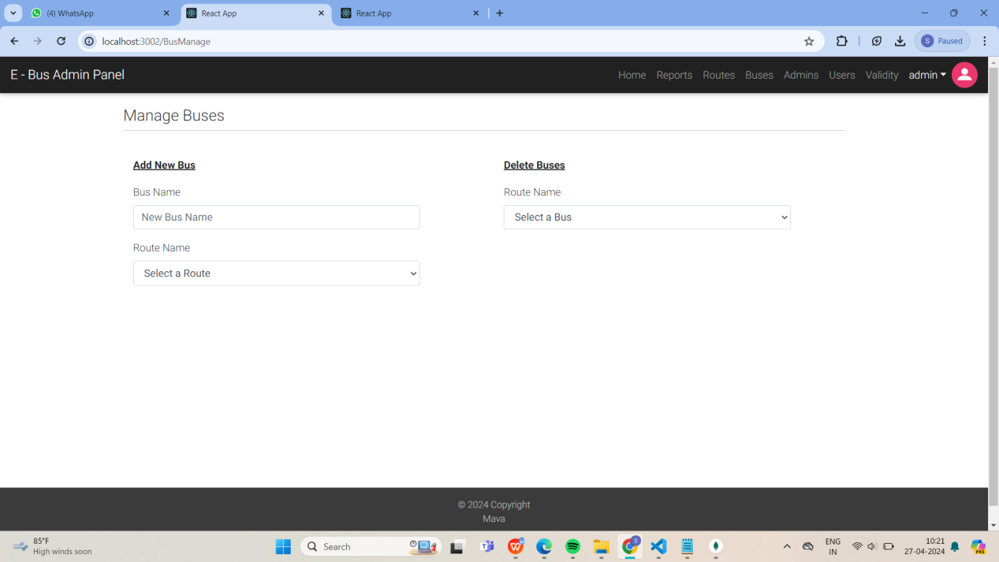 (4) WhatsApp
React App
React App
localhost:3002/BusManage
S Paused
E - Bus Admin Panel
Home Reports Routes Buses Admins Users Validity admin
Manage Buses
Add New Bus
Delete Buses
Bus Name
Route Name
New Bus Name
Select a Bus
Route Name
Select a Route
© 2024 Copyright
Mava
85°F
High winds soon
Search
S
ENG
IN
10:21
27-04-2024
PRE